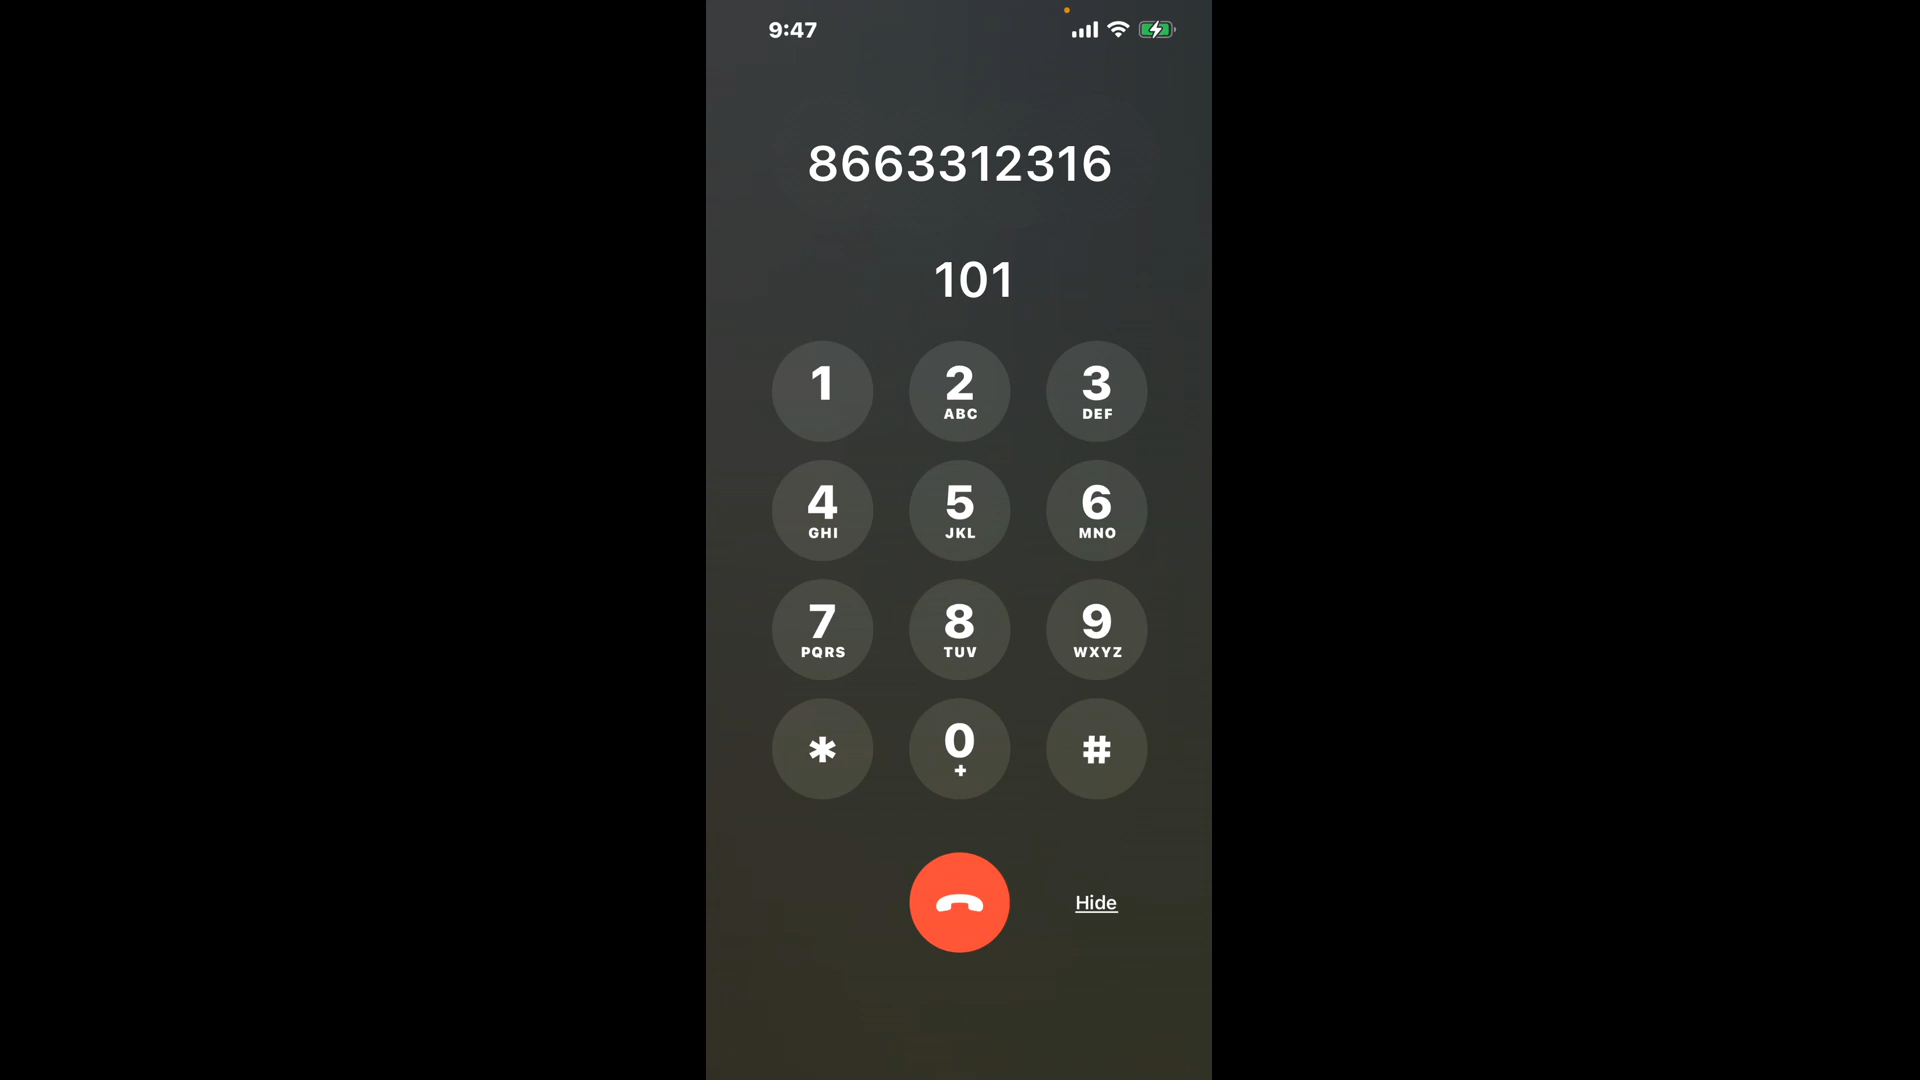 9:47
8663312316
101
1 2 3
ABC DEF
4 5 6
GHI JKL MNO
7 8 9
PQRS TUV WXYZ
* 0 #
+
Hide